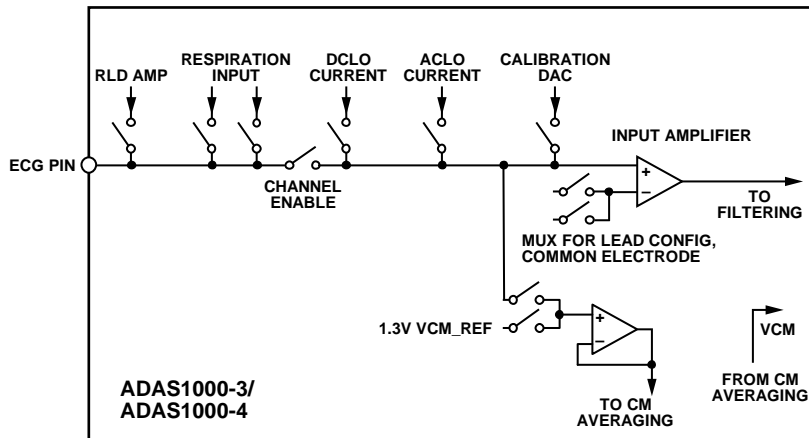 RLD AMP
RESPIRATION
INPUT
DCLO
CURRENT
ACLO
CURRENT
CALIBRATION
DAC
INPUT AMPLIFIER
ECG PIN
CHANNEL
ENABLE
+
–
TO
FILTERING
MUX FOR LEAD CONFIG,
COMMON ELECTRODE
1.3V VCM_REF
+
–
VCM
ADAS1000-3/
ADAS1000-4
TO CM
AVERAGING
FROM CM
AVERAGING